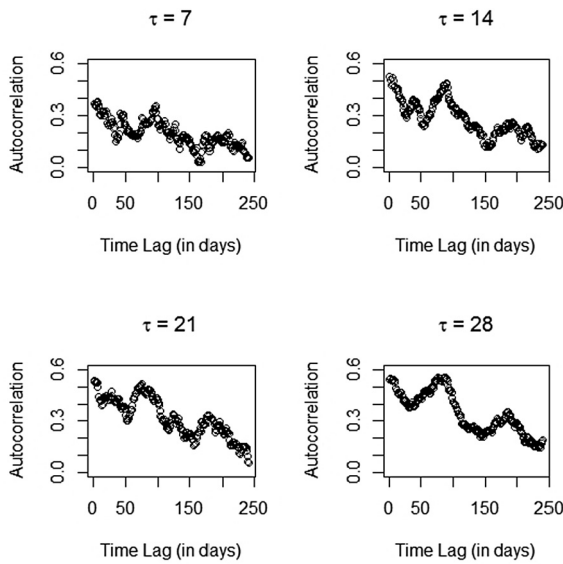 τ = 7
Autocorrelation
0.0 0.3 0.6
0 50 150 250
Time Lag (in days)
τ = 14
Autocorrelation
0.0 0.3 0.6
0 50 150 250
Time Lag (in days)
τ = 21
Autocorrelation
0.0 0.3 0.6
0 50 150 250
Time Lag (in days)
τ = 28
Autocorrelation
0.0 0.3 0.6
0 50 150 250
Time Lag (in days)